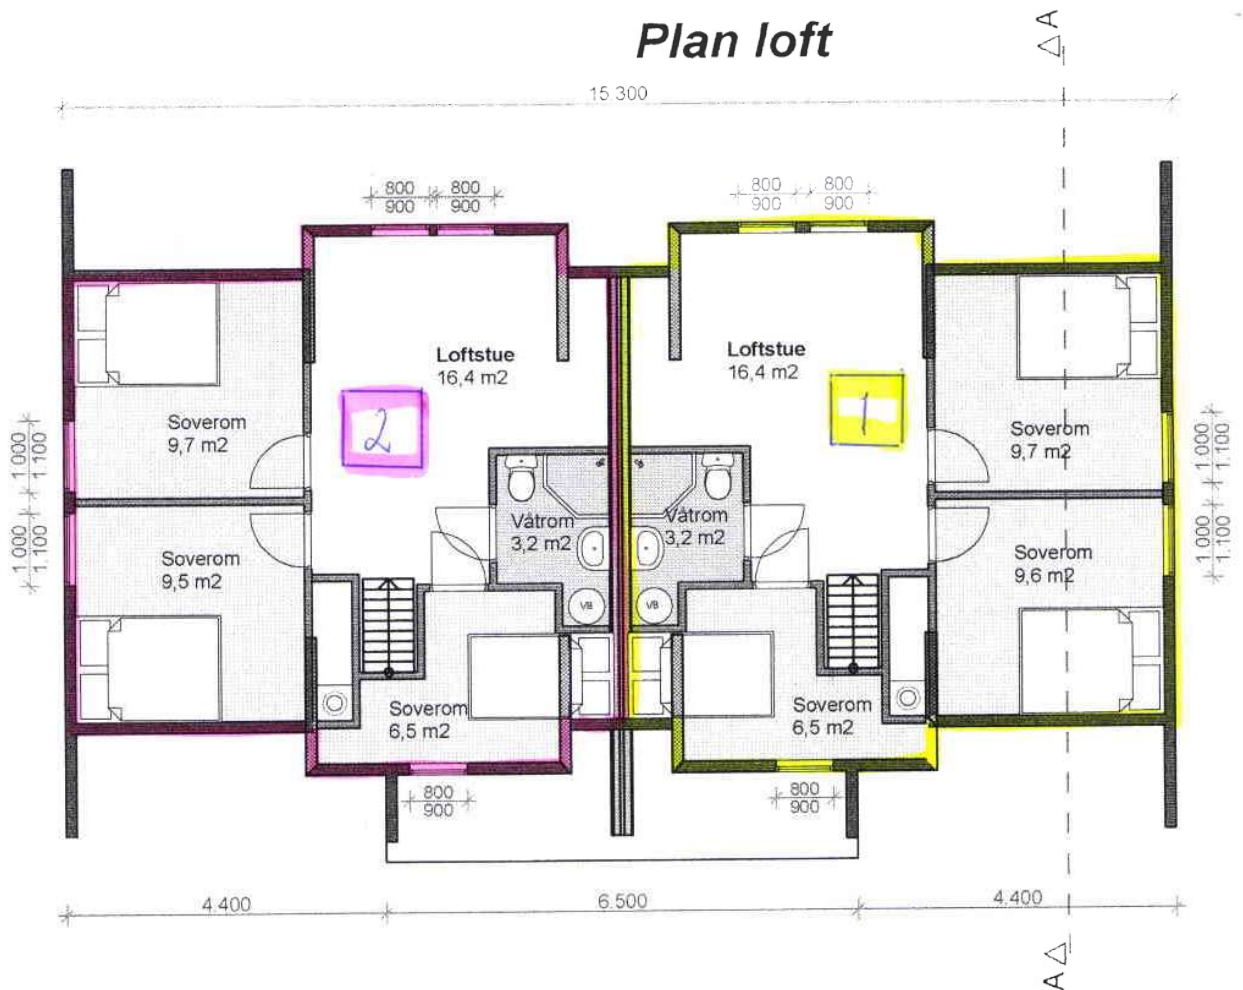 Plan loft
A
15.300
800
900
800
900
800
900
800
900
Loftstue
16,4 m2
Loftstue
16,4 m2
2
1
Soverom
9,7 m2
Soverom
9,7 m2
1.000
1.100
1.000
1.100
1.000
1.100
1.000
1.100
Våtrom
3,2 m2
Våtrom
3,2 m2
Soverom
9,5 m2
Soverom
9,6 m2
VB
VB
Soverom
6,5 m2
Soverom
6,5 m2
800
900
800
900
4.400
6.500
4.400
A